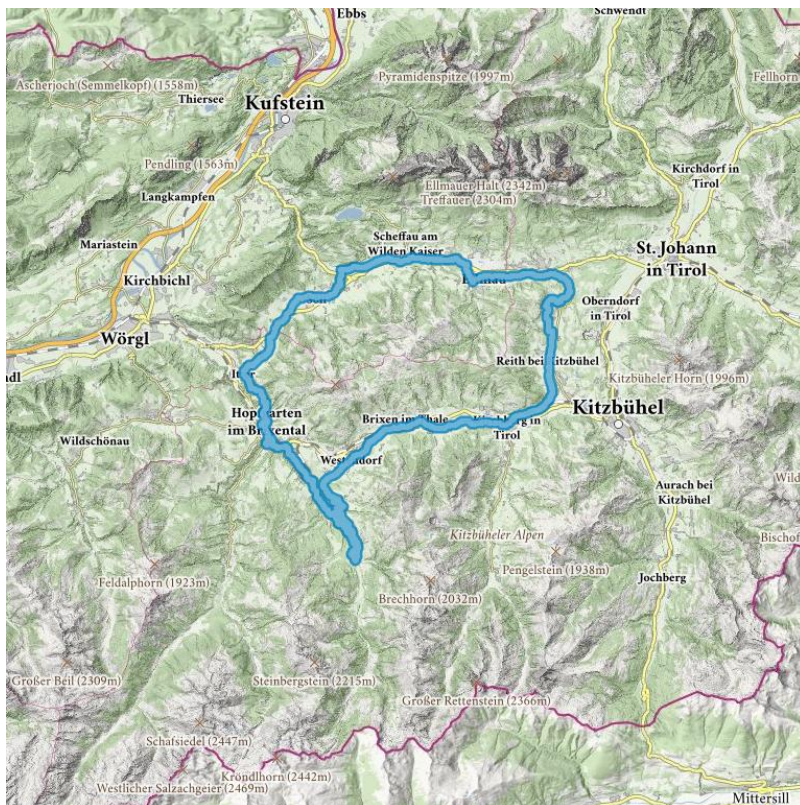 Ebbs
Schwendt
Ascherjoch (Semmelkopf) (1558m)
Pyramidenspitze (1997m)
Fellhorn
Thiersee
Kufstein
Pendling (1563m)
Kirchdorf in
Tirol
Langkampfen
Ellmauer Halt (2342m)
Treffauer (2304m)
Mariastein
Scheffau am
Wilden Kaiser
St. Johann
in Tirol
Kirchbichl
Oberndorf
in Tirol
Wörgl
Reith bei Kitzbühel
Kitzbüheler Horn (1996m)
Hopfgarten
im Brixental
Brixen im Thale
Kitzbühel
Tirol
Wildschönau
Aurach bei
Kitzbühel
Kitzbüheler Alpen
Feldalphorn (1923m)
Pengelstein (1938m)
Jochberg
Brechhorn (2032m)
Großer Beil (2309m)
Steinbergstein (2215m)
Großer Rettenstein (2366m)
Schafsiedel (2447m)
Kröndlhorn (2442m)
Westlicher Salzachgeier (2469m)
Mittersill